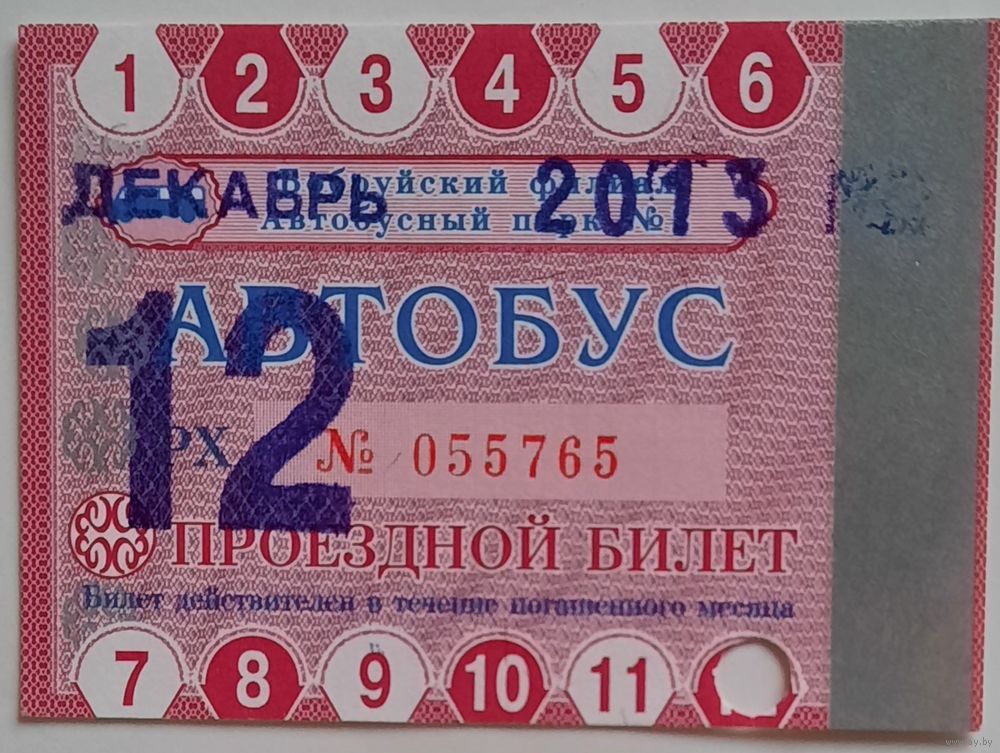 1 2 3 4 5 6
ДЕКАБРЬ 2013
Бобруйский филиал
Автобусный парк №
АВТОБУС
12
РХ № 055765
ПРОЕЗДНОЙ БИЛЕТ
Билет действителен в течение погашенного месяца
7 8 9 10 11